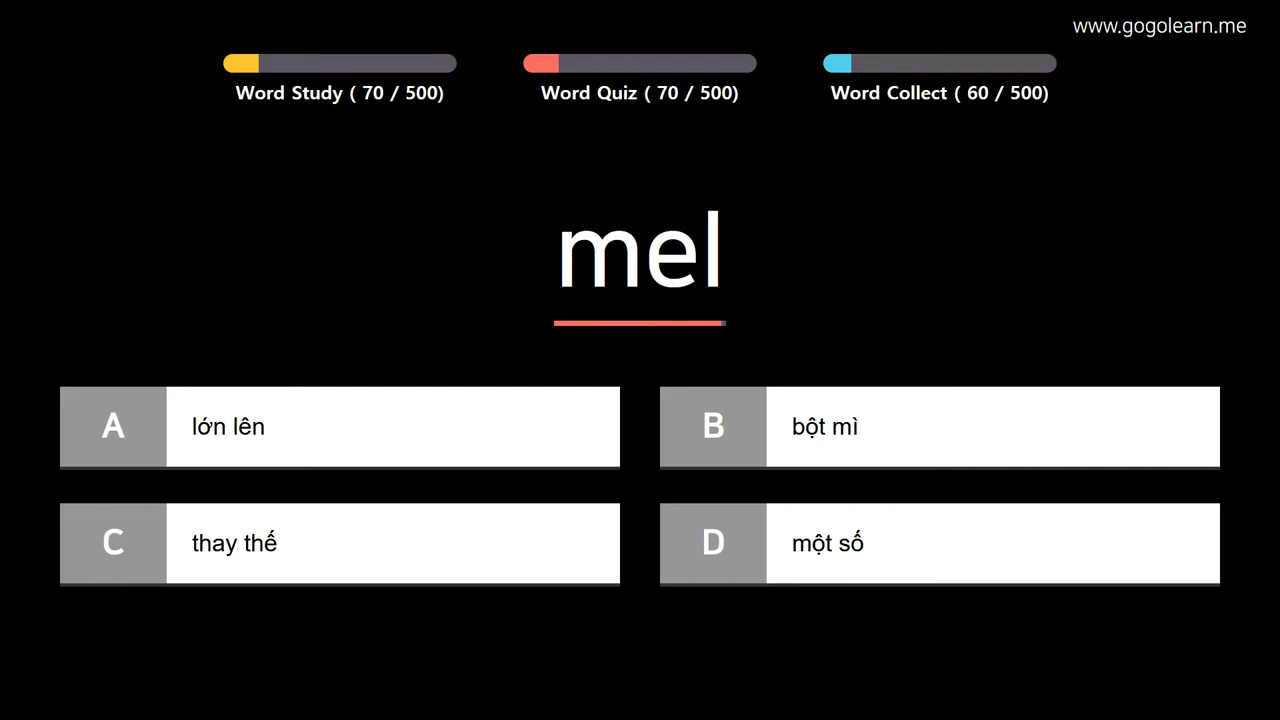 www.gogolearn.me
Word Study ( 70 / 500)
Word Quiz ( 70 / 500)
Word Collect ( 60 / 500)
mel
A lớn lên
B bột mì
C thay thế
D một số